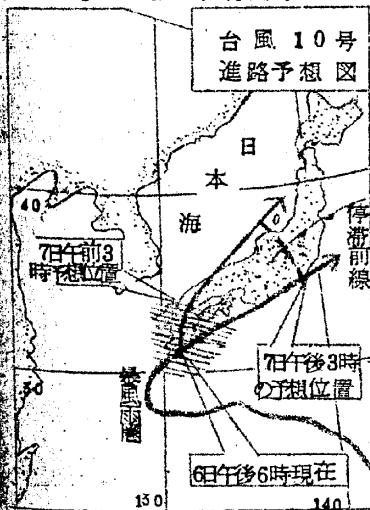 台風10号
進路予想図
日本海
停滞前線
40
7日午前3
時予想位置
7日午後3時
の予想位置
30
暴風雨圏
6日午後6時現在
130
140